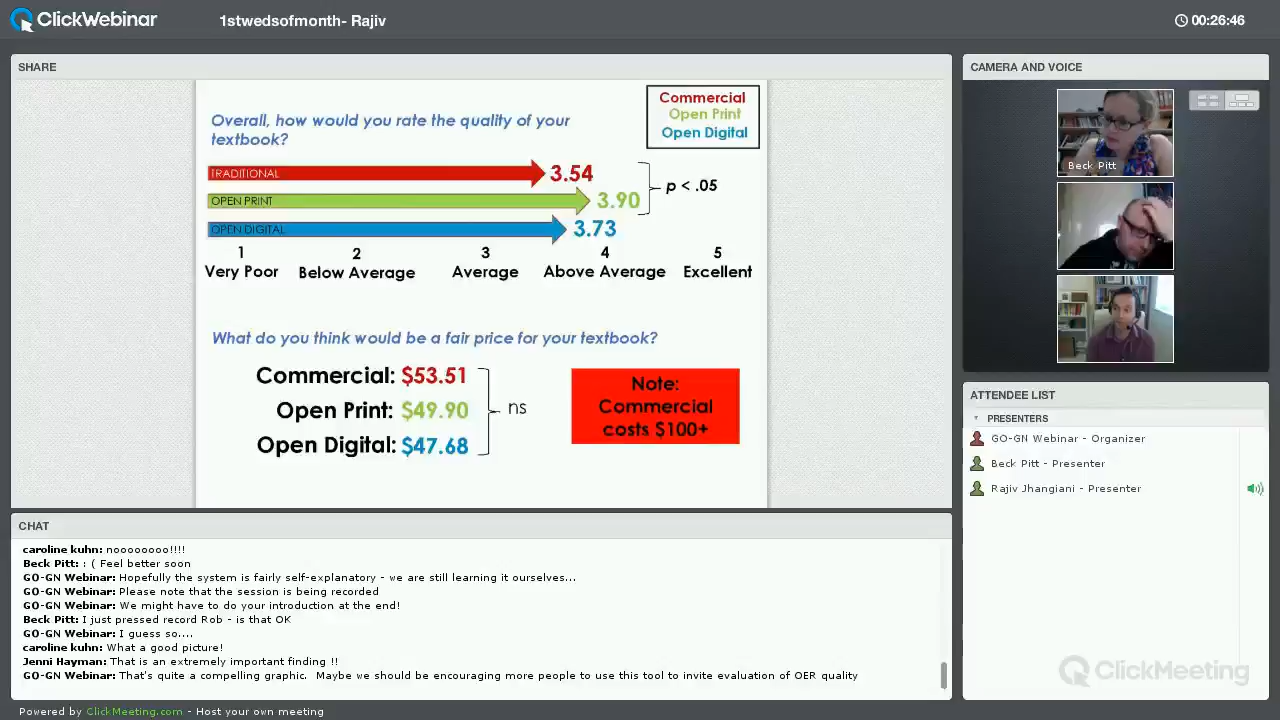 ClickWebinar
1stwedsofmonth- Rajiv
00:26:46
SHARE
Commercial
Open Print
Open Digital
Overall, how would you rate the quality of your
textbook?
TRADITIONAL
3.54
OPEN PRINT
3.90
p < .05
OPEN DIGITAL
3.73
1 2 3 4 5
Very Poor Below Average Average Above Average Excellent
What do you think would be a fair price for your textbook?
Commercial: $53.51
Open Print: $49.90
ns
Open Digital: $47.68
Note:
Commercial
costs $100+
CHAT
caroline kuhn: noooooooo!!!!
Beck Pitt: : ( Feel better soon
GO-GN Webinar: Hopefully the system is fairly self-explanatory - we are still learning it ourselves...
GO-GN Webinar: Please note that the session is being recorded
GO-GN Webinar: We might have to do your introduction at the end!
Beck Pitt: I just pressed record Rob - is that OK
GO-GN Webinar: I guess so....
caroline kuhn: What a good picture!
Jenni Hayman: That is an extremely important finding !!
GO-GN Webinar: That's quite a compelling graphic.  Maybe we should be encouraging more people to use this tool to invite evaluation of OER quality
CAMERA AND VOICE
Beck Pitt
ATTENDEE LIST
PRESENTERS
GO-GN Webinar - Organizer
Beck Pitt - Presenter
Rajiv Jhangiani - Presenter
ClickMeeting
Powered by ClickMeeting.com - Host your own meeting